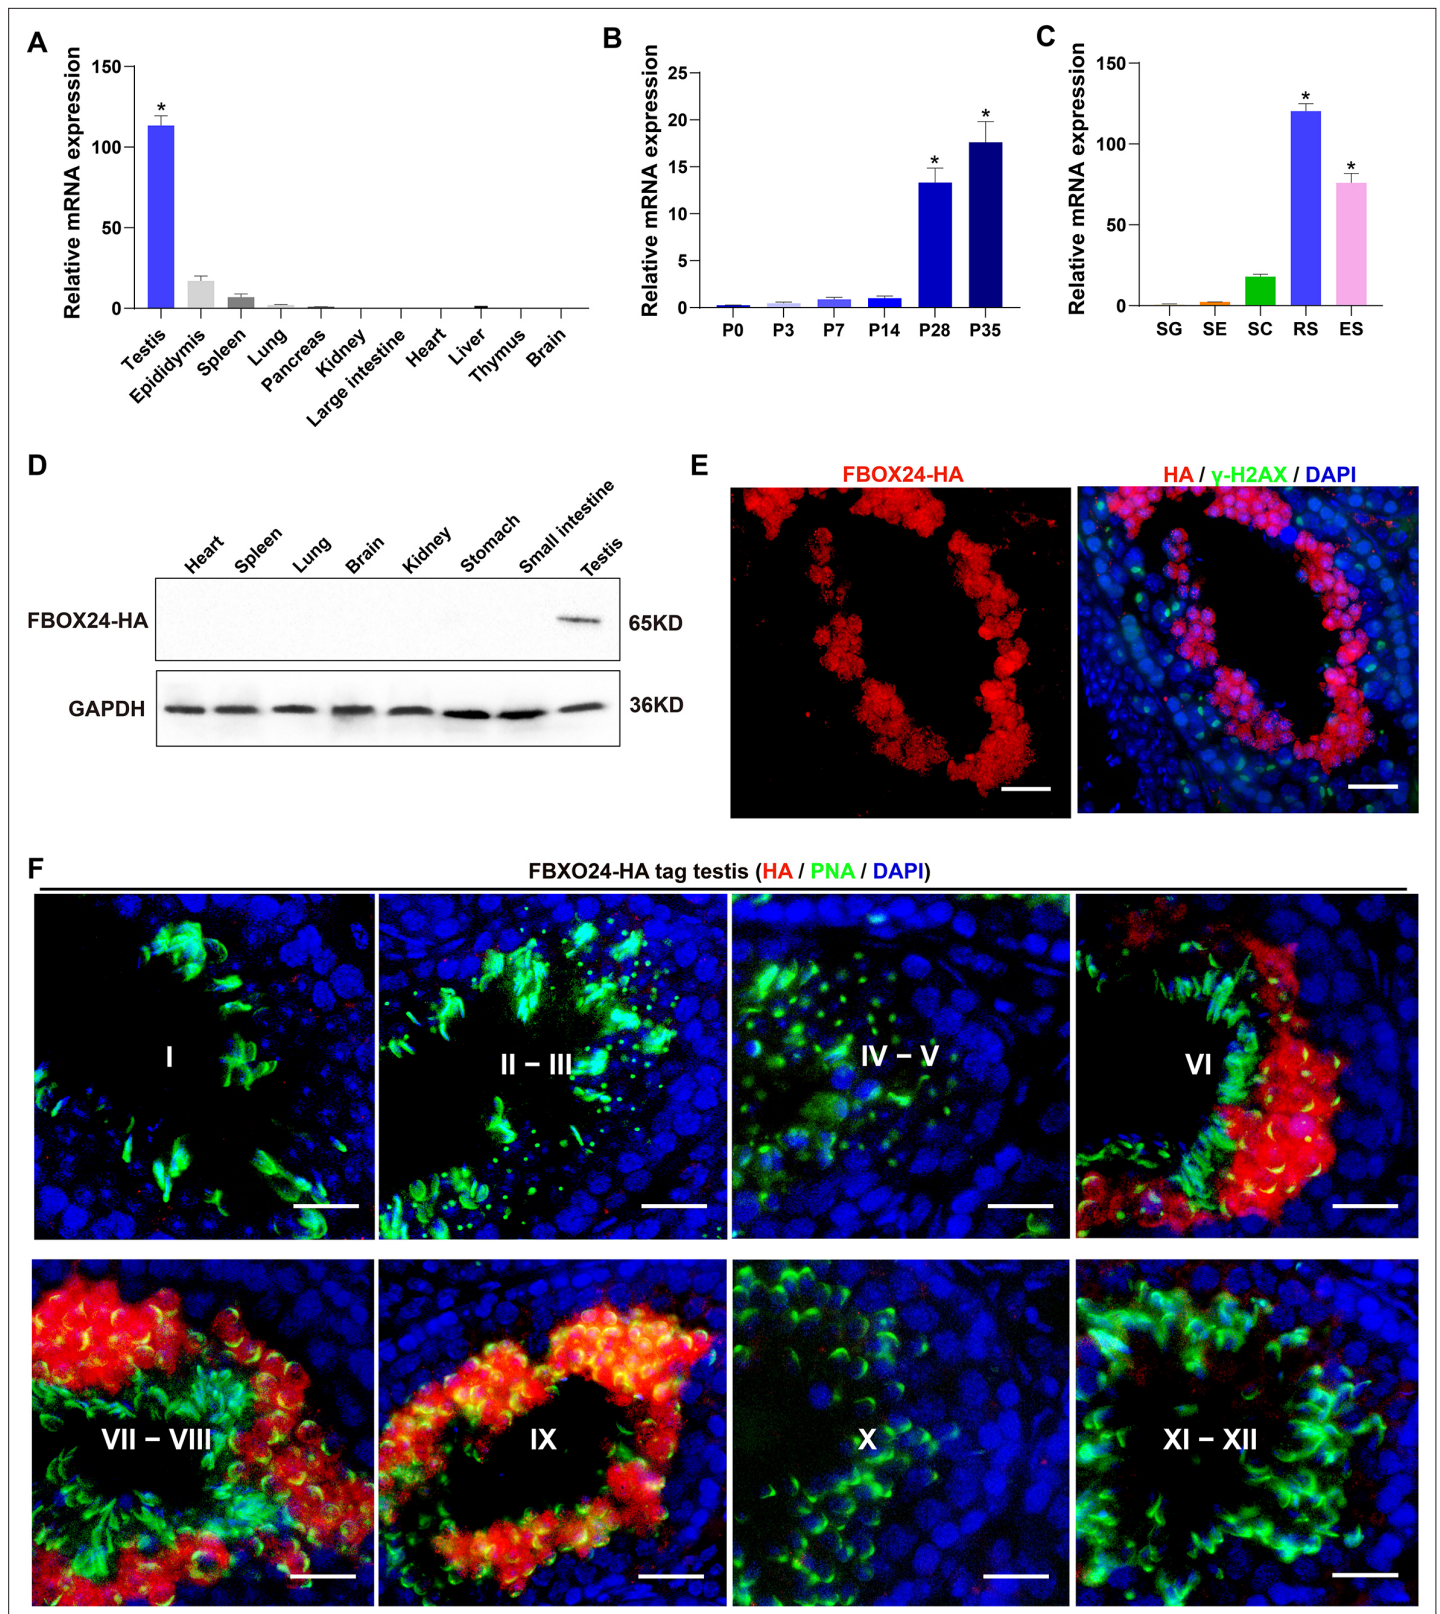 A
Relative mRNA expression
150
100
50
0
*
Testis
Epididymis
Spleen
Lung
Pancreas
Kidney
Large intestine
Heart
Liver
Thymus
Brain
B
Relative mRNA expression
25
20
15
10
5
0
*
*
P0 P3 P7 P14 P28 P35
C
Relative mRNA expression
150
100
50
0
*
*
SG SE SC RS ES
D
Heart
Spleen
Lung
Brain
Kidney
Stomach
Small intestine
Testis
FBOX24-HA
65KD
GAPDH
36KD
E
FBOX24-HA
HA / γ-H2AX / DAPI
F
FBXO24-HA tag testis (HA / PNA / DAPI)
I
II – III
IV – V
VI
VII – VIII
IX
X
XI – XII